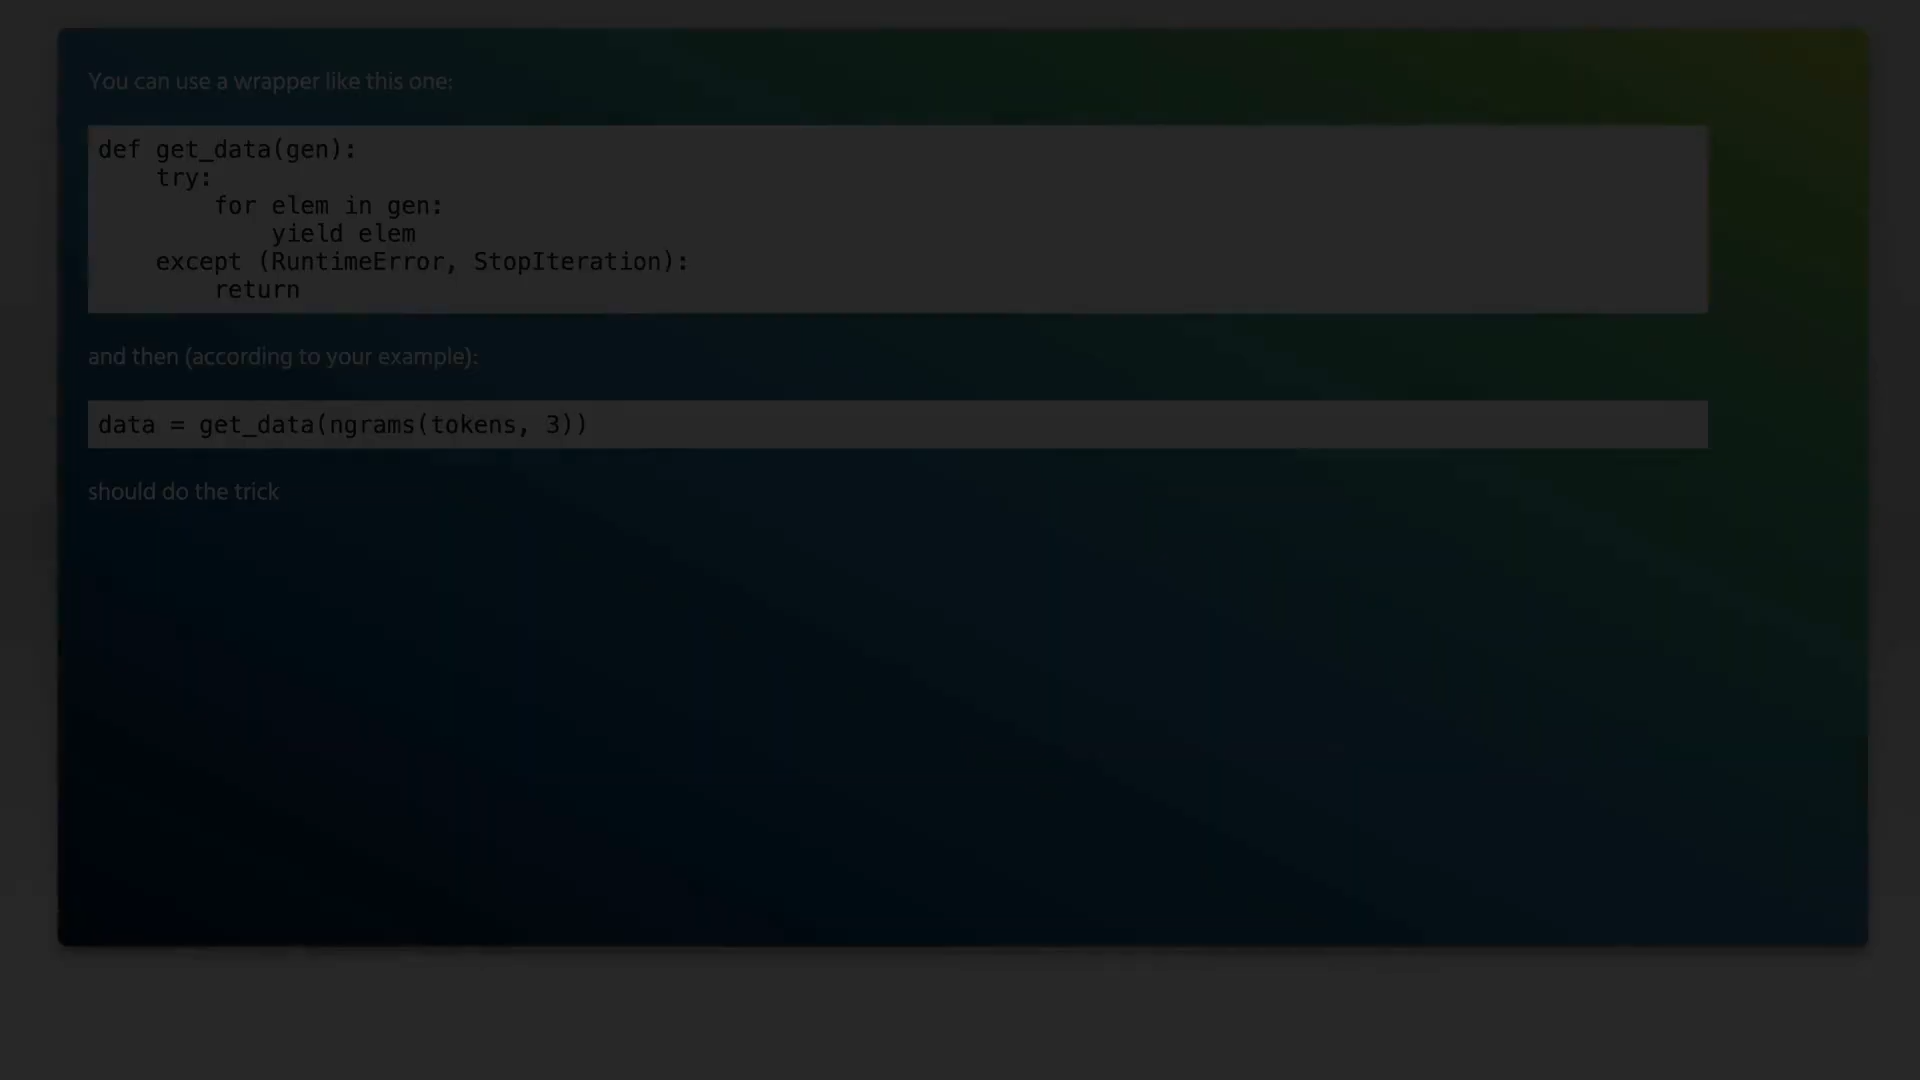 You can use a wrapper like this one:
def get_data(gen):
    try:
        for elem in gen:
            yield elem
    except (RuntimeError, StopIteration):
        return
and then (according to your example):
data = get_data(ngrams(tokens, 3))
should do the trick